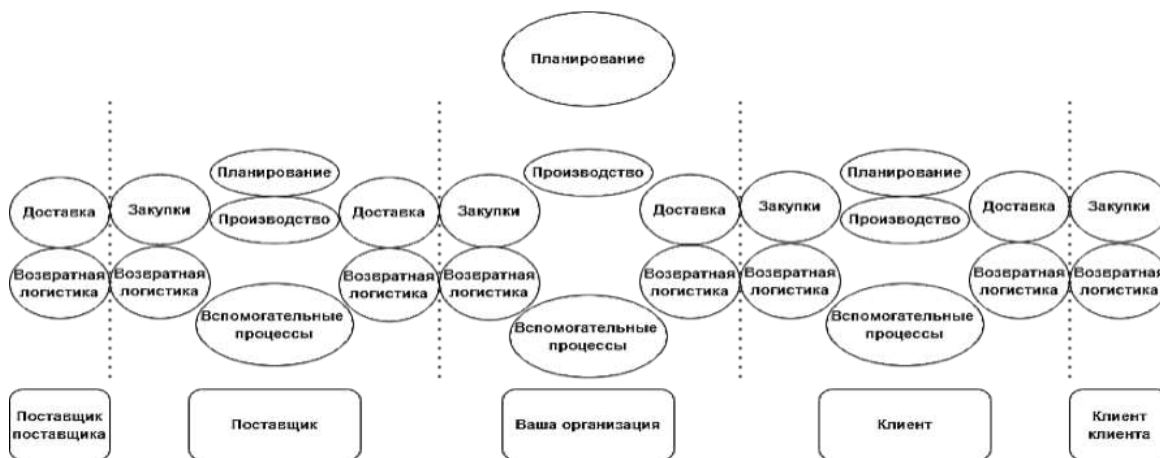 Планирование
Планирование
Производство
Планирование
Доставка
Закупки
Производство
Доставка
Закупки
Доставка
Закупки
Производство
Доставка
Закупки
Возвратная
логистика
Возвратная
логистика
Возвратная
логистика
Возвратная
логистика
Возвратная
логистика
Возвратная
логистика
Возвратная
логистика
Возвратная
логистика
Вспомогательные
процессы
Вспомогательные
процессы
Вспомогательные
процессы
Поставщик
поставщика
Поставщик
Ваша организация
Клиент
Клиент
клиента